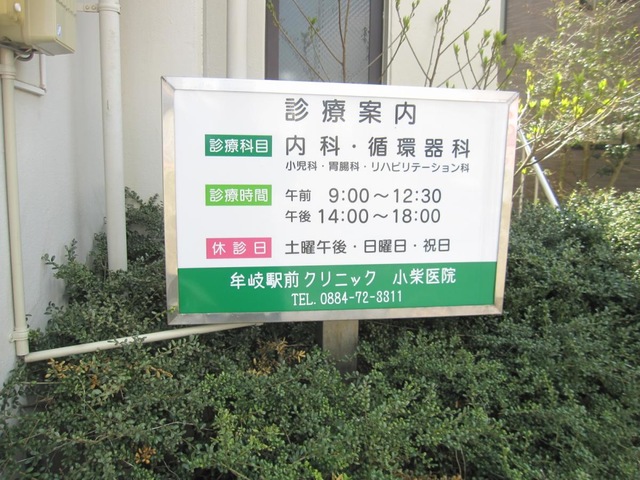 診療案内
診療科目 内科・循環器科
小児科・胃腸科・リハビリテーション科
診療時間 午前 9:00〜12:30
午後 14:00〜18:00
休診日 土曜午後・日曜日・祝日
牟岐駅前クリニック 小柴医院
TEL. 0884-72-3311